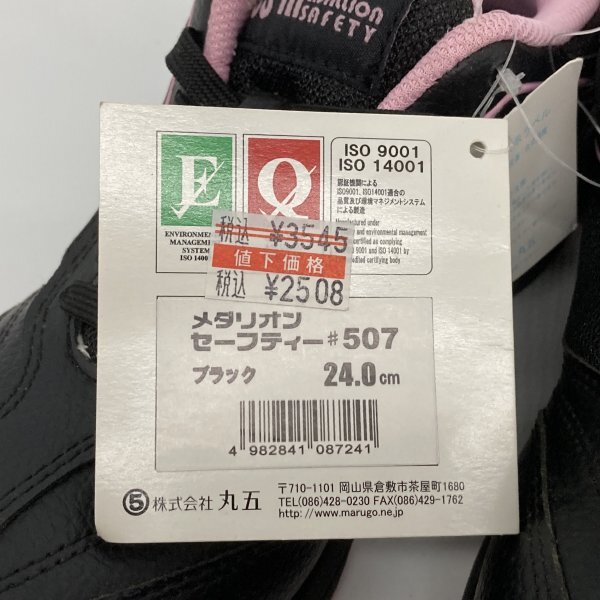 SAFETY
E
Q
ISO 9001
ISO 14001
認証機関による
ISO9001、ISO14001適合の
品質及び環境マネジメントシステム
による製造
under
and environmental management
certified as complying
9001 and ISO 14001 by
certifying body
ENVIRONMENTAL
MANAGEMENT
SYSTEM
ISO 1400
税込 ¥3545
値下価格
税込 ¥2508
メダリオン
セーフティー#507
ブラック 24.0cm
4 982841 087241
⑤ 株式会社 丸五
〒710-1101 岡山県倉敷市茶屋町1680
TEL(086)428-0230 FAX(086)429-1762
http://www.marugo.ne.jp